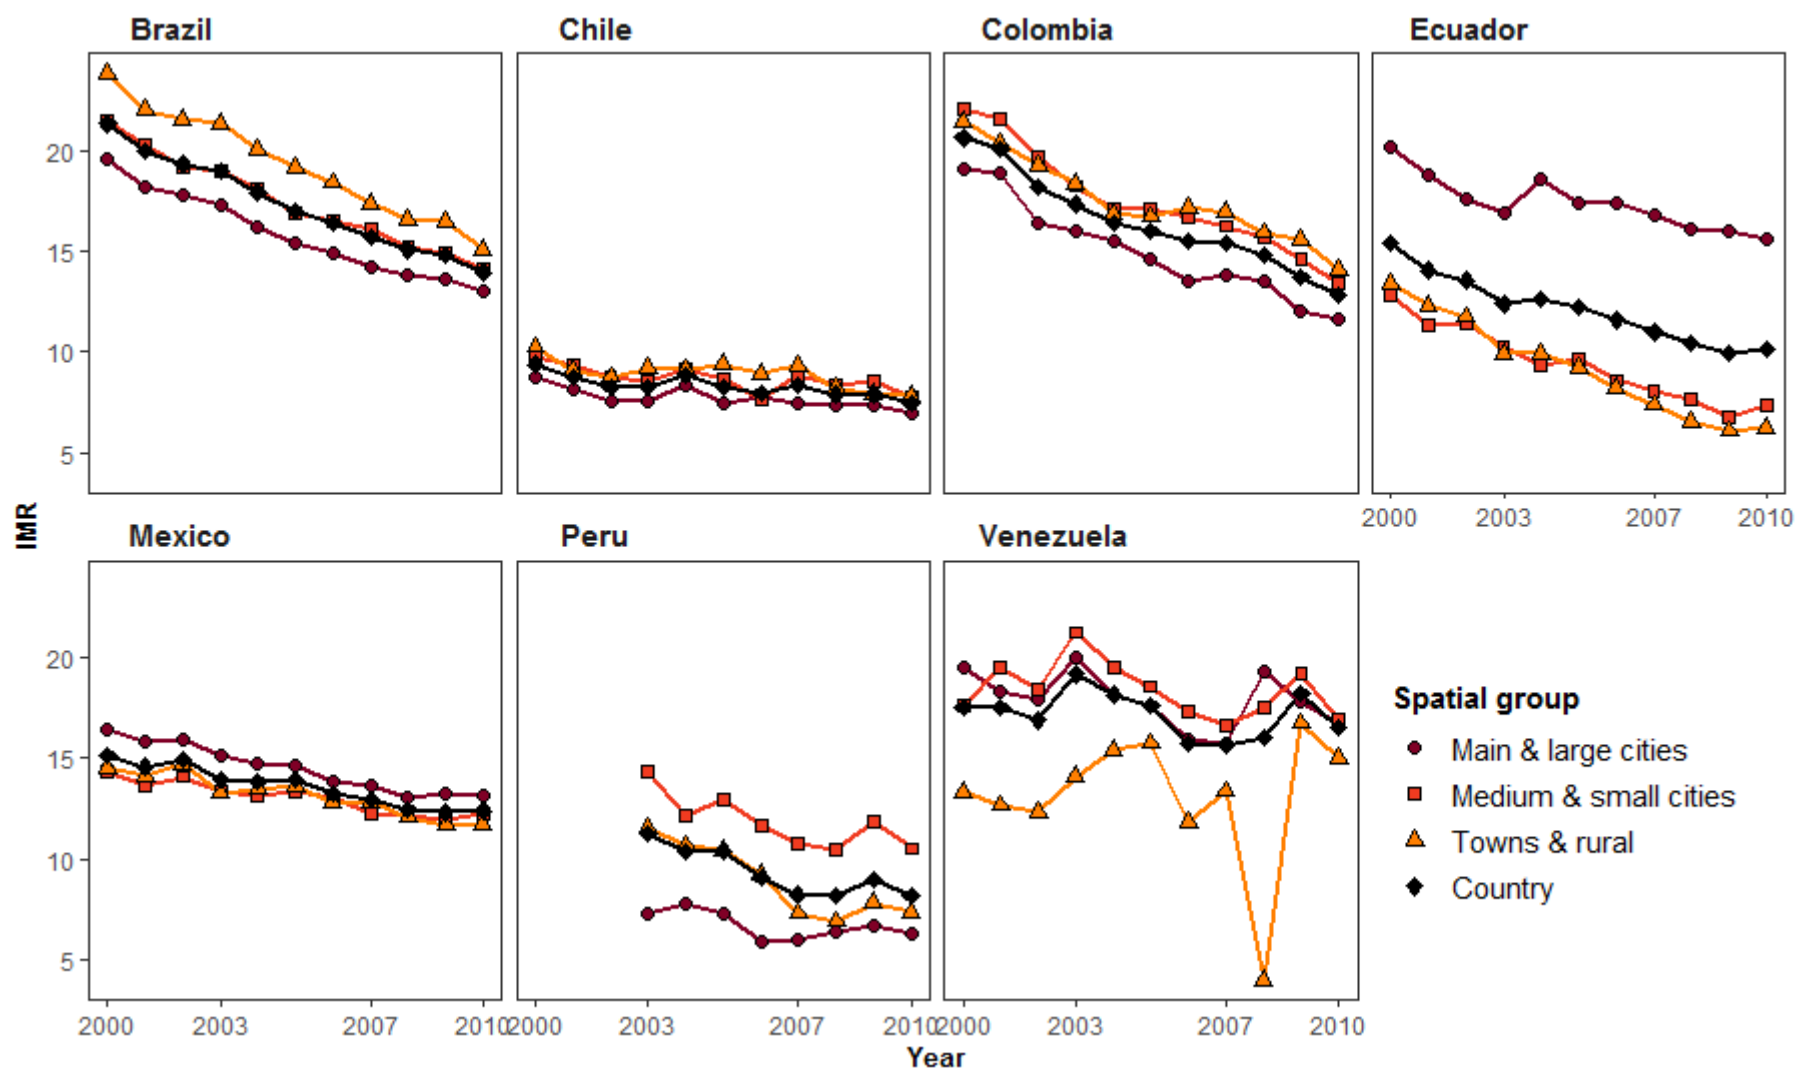 Brazil
Chile
Colombia
Ecuador
20
15
10
5
2000 2003 2007 2010
IMR
Mexico
Peru
Venezuela
20
15
10
5
2000 2003 2007 2010
2000 2003 2007 2010
2000 2003 2007 2010
Year
Spatial group
Main & large cities
Medium & small cities
Towns & rural
Country